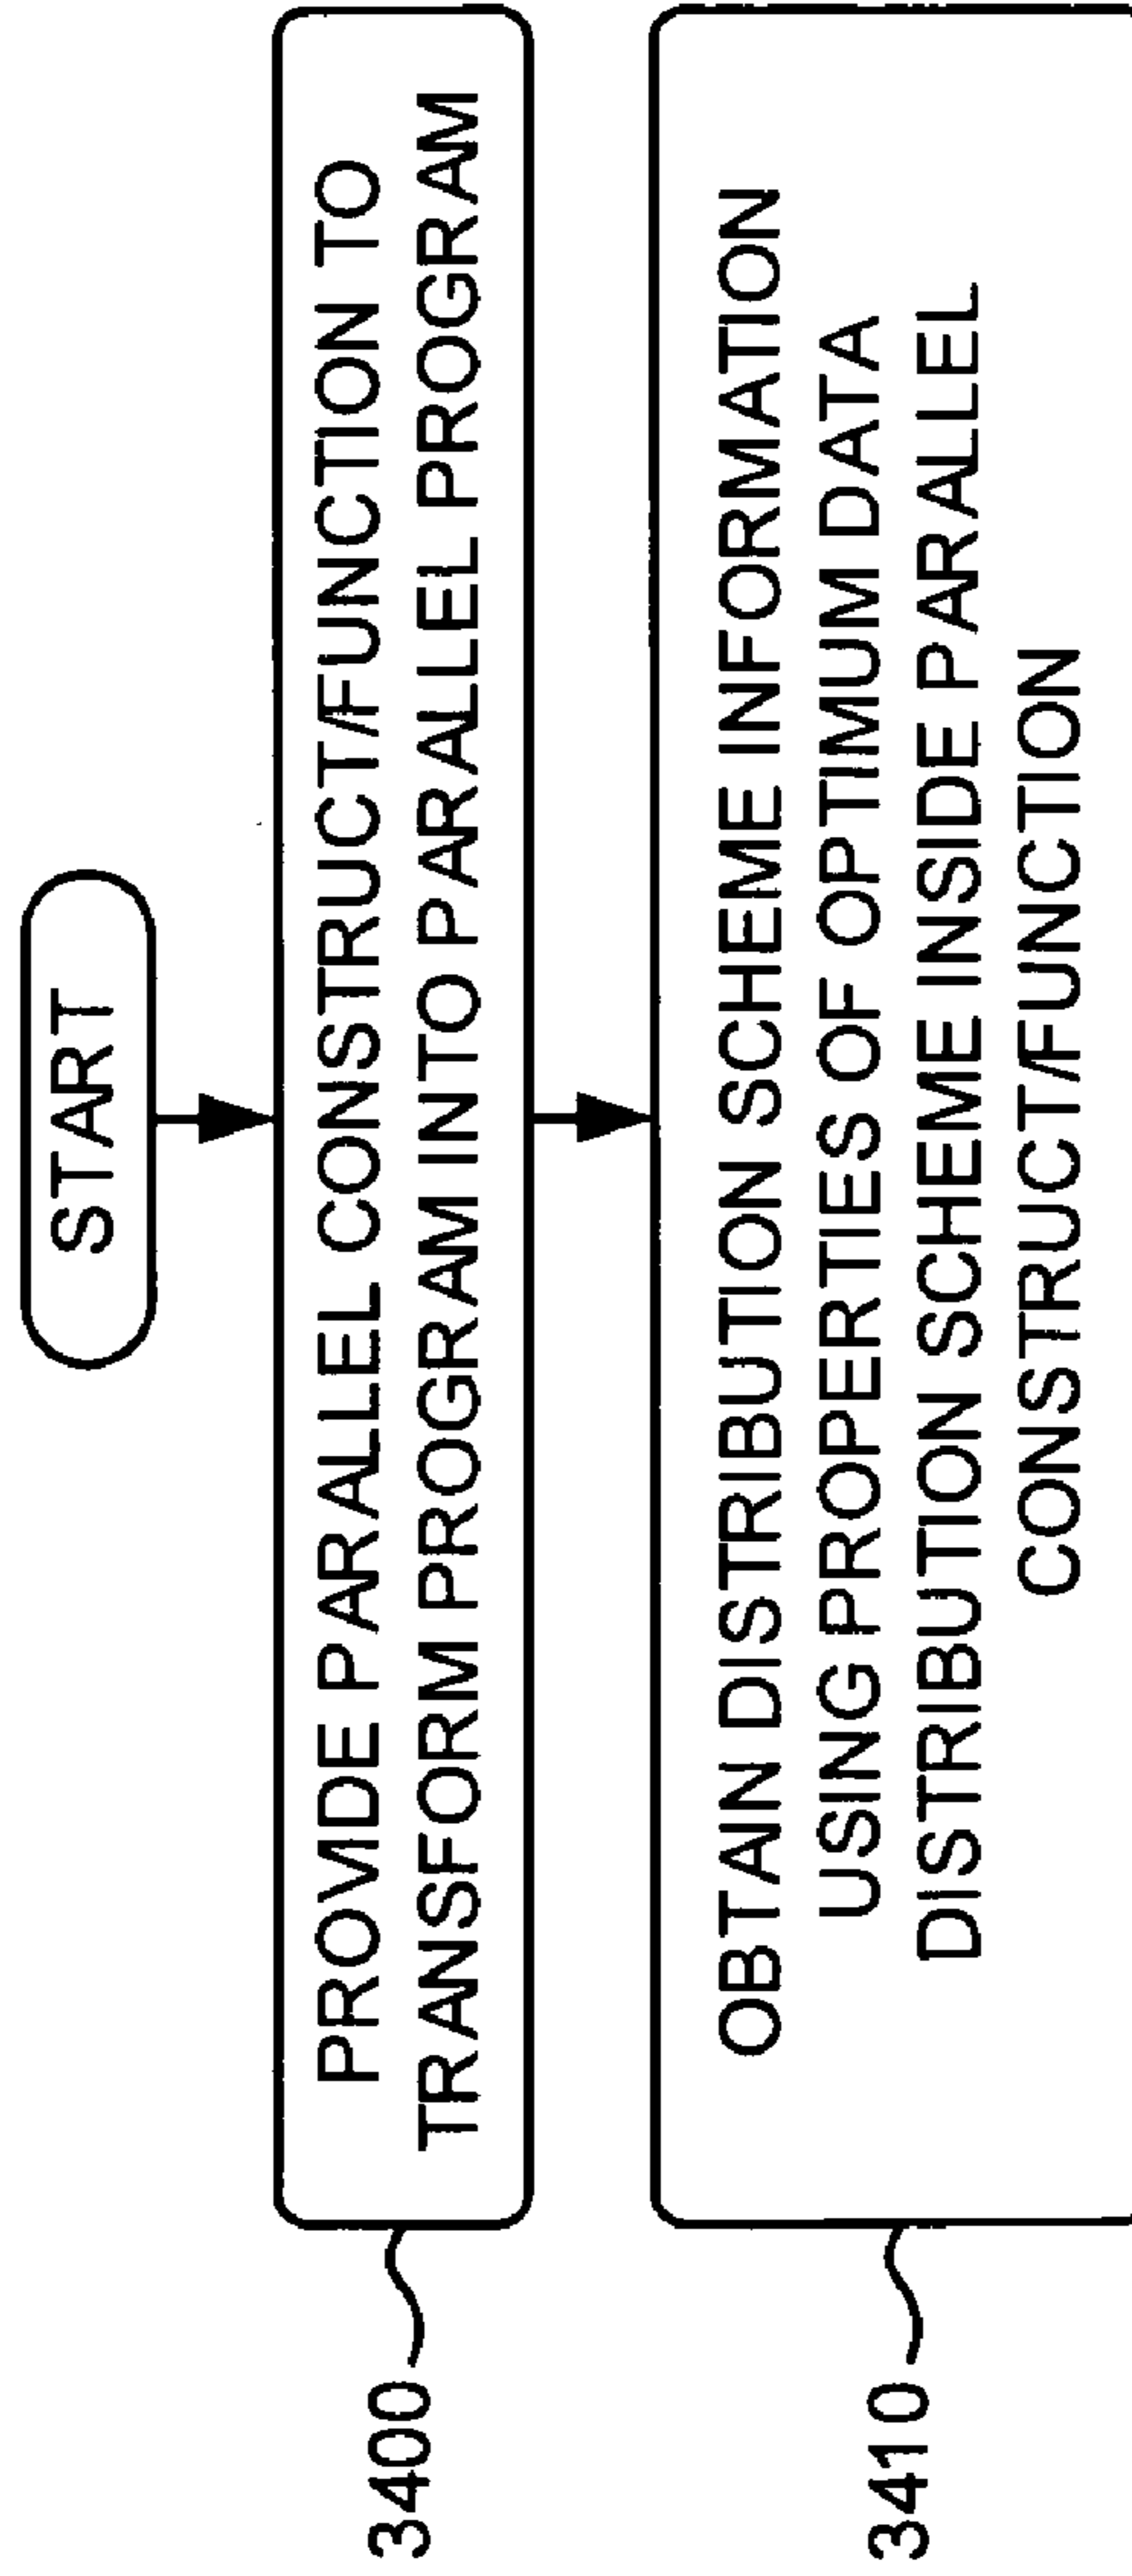 START
3400
PROVIDE PARALLEL CONSTRUCT/FUNCTION TO
TRANSFORM PROGRAM INTO PARALLEL PROGRAM
3410
OBTAIN DISTRIBUTION SCHEME INFORMATION
USING PROPERTIES OF OPTIMUM DATA
DISTRIBUTION SCHEME INSIDE PARALLEL
CONSTRUCT/FUNCTION